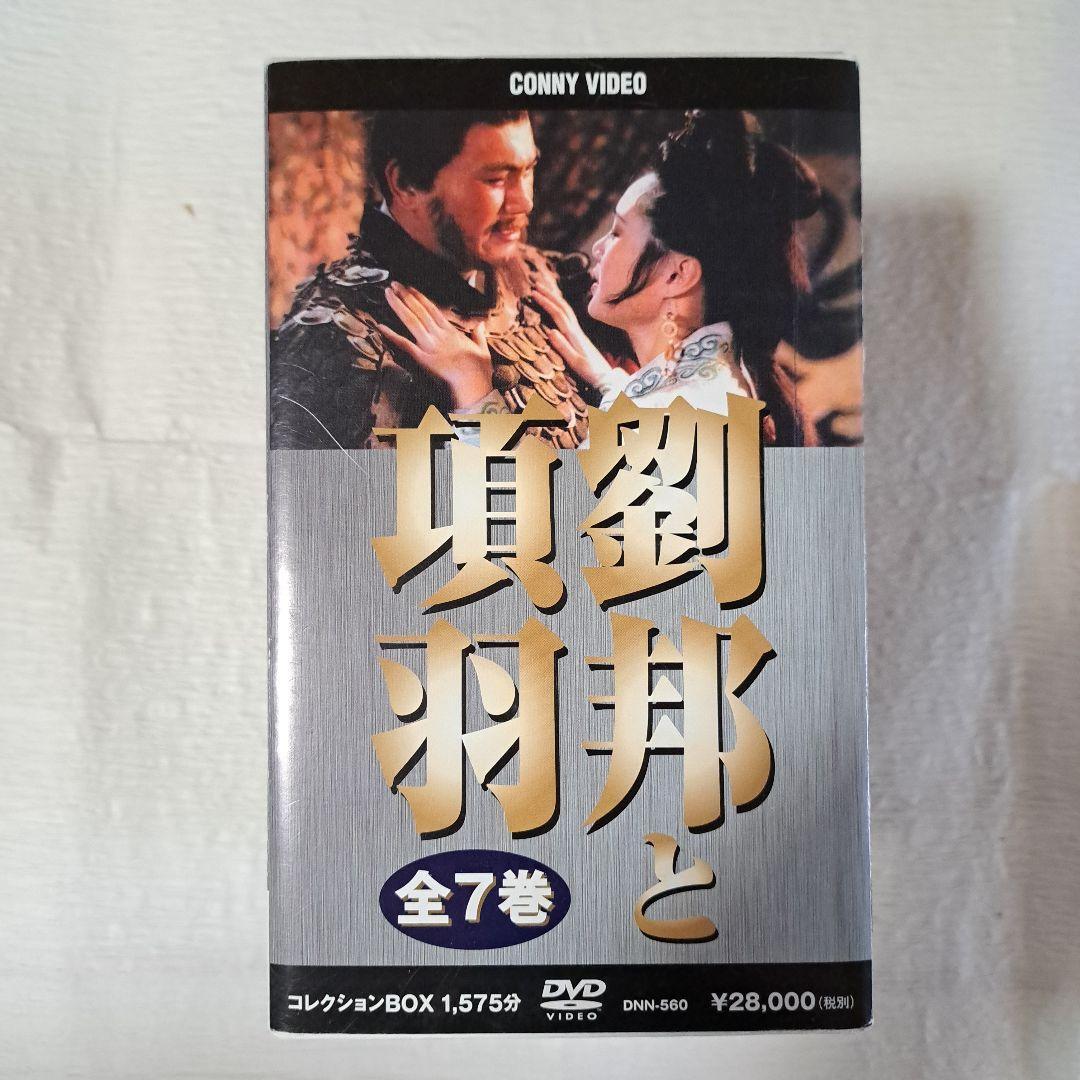 CONNY VIDEO
劉邦と
項羽
全7巻
コレクションBOX 1,575分
DVD
VIDEO
DNN-560
¥28,000(税別)